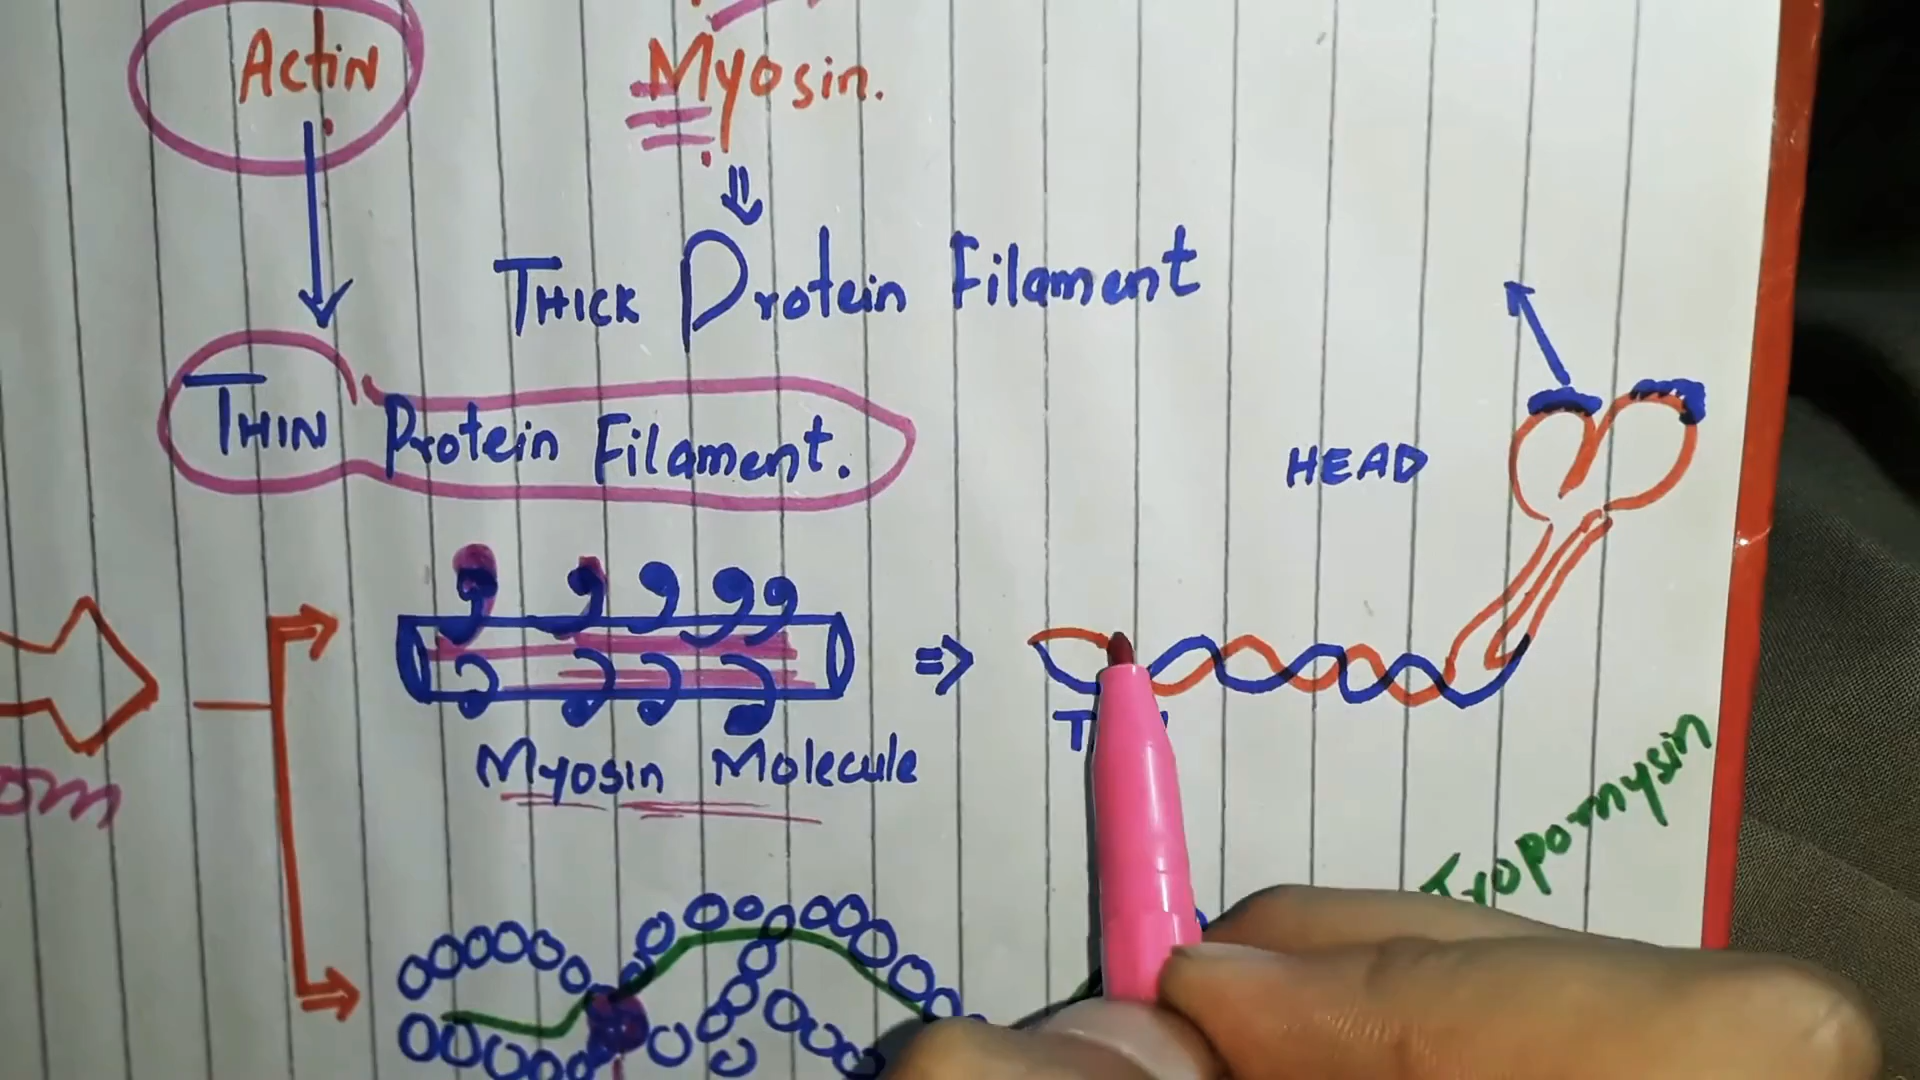 Actin
Myosin.
THICK Protein Filament
THIN Protein Filament.
HEAD
Myosin Molecule
Tropomysin